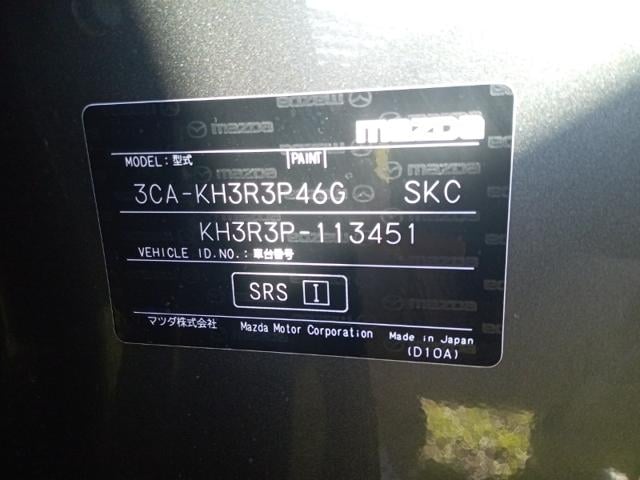 mazda
MODEL: 型式 PAINT
3CA-KH3R3P46G SKC
KH3R3P-113451
VEHICLE ID.NO.: 車台番号
SRS I
マツダ株式会社 Mazda Motor Corporation Made in Japan
(D10A)